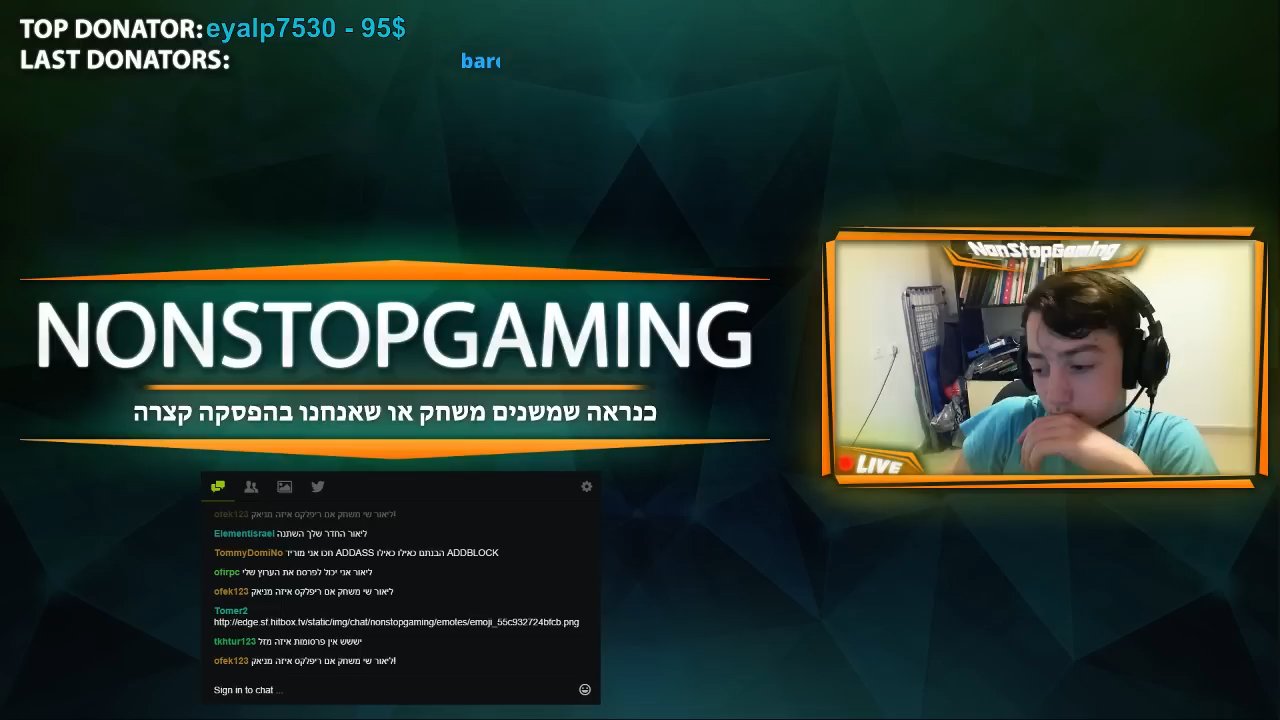 TOP DONATOR: eyalp7530 - 95$
LAST DONATORS:
NONSTOPGAMING
כנראה שמשנים משחק או שאנחנו בהפסקה קצרה
NonStopGaming
LIVE
ofek123 ליאור שי משחק אם ריפלקס איזה מניאק!
Elementisrael ליאור החדר שלך השתנה
TommyDomiNo חכו אני מוריד ADDASS הבנתם כאילו כאילו ADDBLOCK
ofirpc ליאור אני יכול לפרסם את הערוץ שלי
ofek123 ליאור שי משחק אם ריפלקס איזה מניאק
Tomer2
http://edge.sf.hitbox.tv/static/img/chat/nonstopgaming/emotes/emoji_55c932724bfcb.png
tkhtur123 יששש אין פרסומות איזה מזל
ofek123 ליאור שי משחק אם ריפלקס איזה מניאק!
Sign in to chat ...